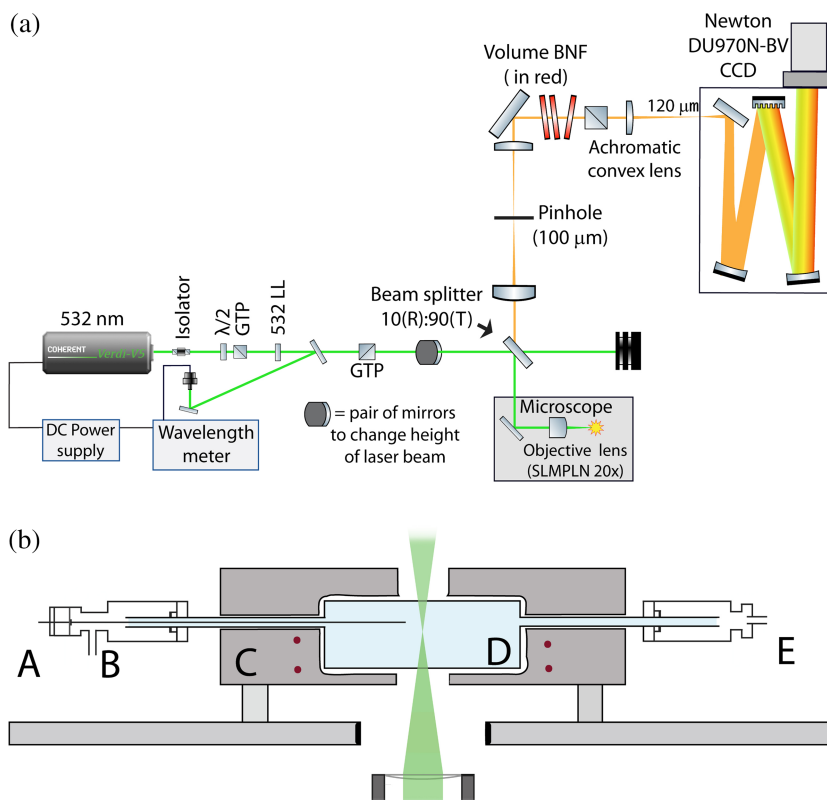 (a)
Newton
DU970N-BV
CCD
Volume BNF
( in red)
120 μm
Achromatic
convex lens
Pinhole
(100 μm)
Beam splitter
10(R):90(T)
532 nm
Isolator
λ/2
GTP
532 LL
COHERENT
Verdi-V5
GTP
DC Power
supply
Wavelength
meter
= pair of mirrors
to change height
of laser beam
Microscope
Objective lens
(SLMPLN 20x)
(b)
A
B
C
D
E